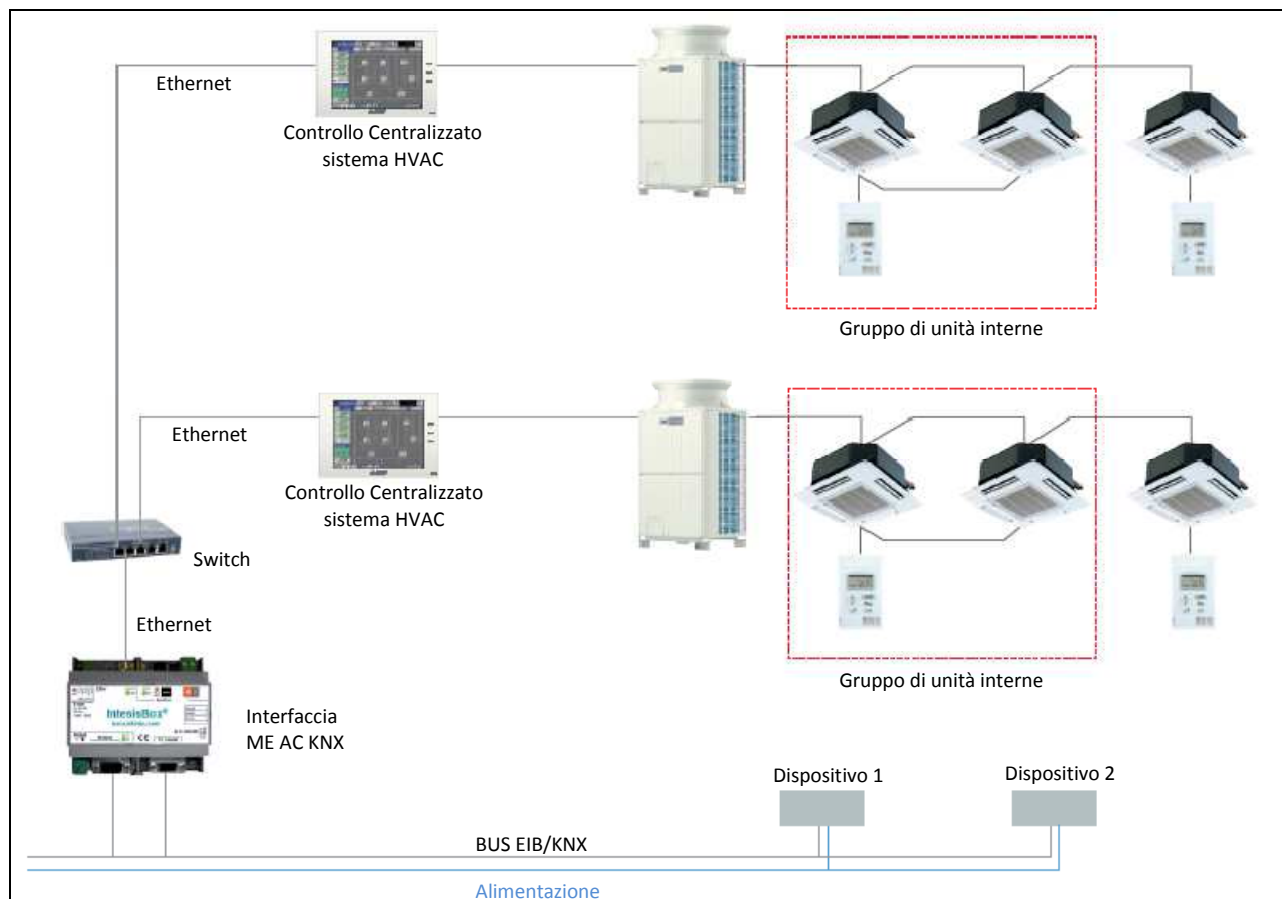 Ethernet
Controllo Centralizzato
sistema HVAC
Gruppo di unità interne
Ethernet
Controllo Centralizzato
sistema HVAC
Switch
Gruppo di unità interne
Ethernet
IntesisBox®
Interfaccia
ME AC KNX
Dispositivo 1
Dispositivo 2
BUS EIB/KNX
Alimentazione